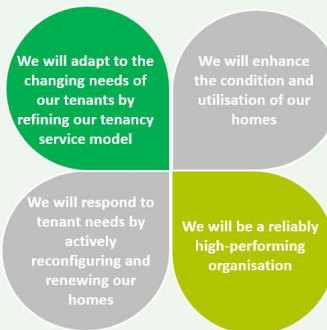 We will adapt to the
changing needs of
our tenants by
refining our tenancy
service model
We will enhance
the condition and
utilisation of our
homes
We will respond to
tenant needs by
actively
reconfiguring and
renewing our
homes
We will be a reliably
high-performing
organisation